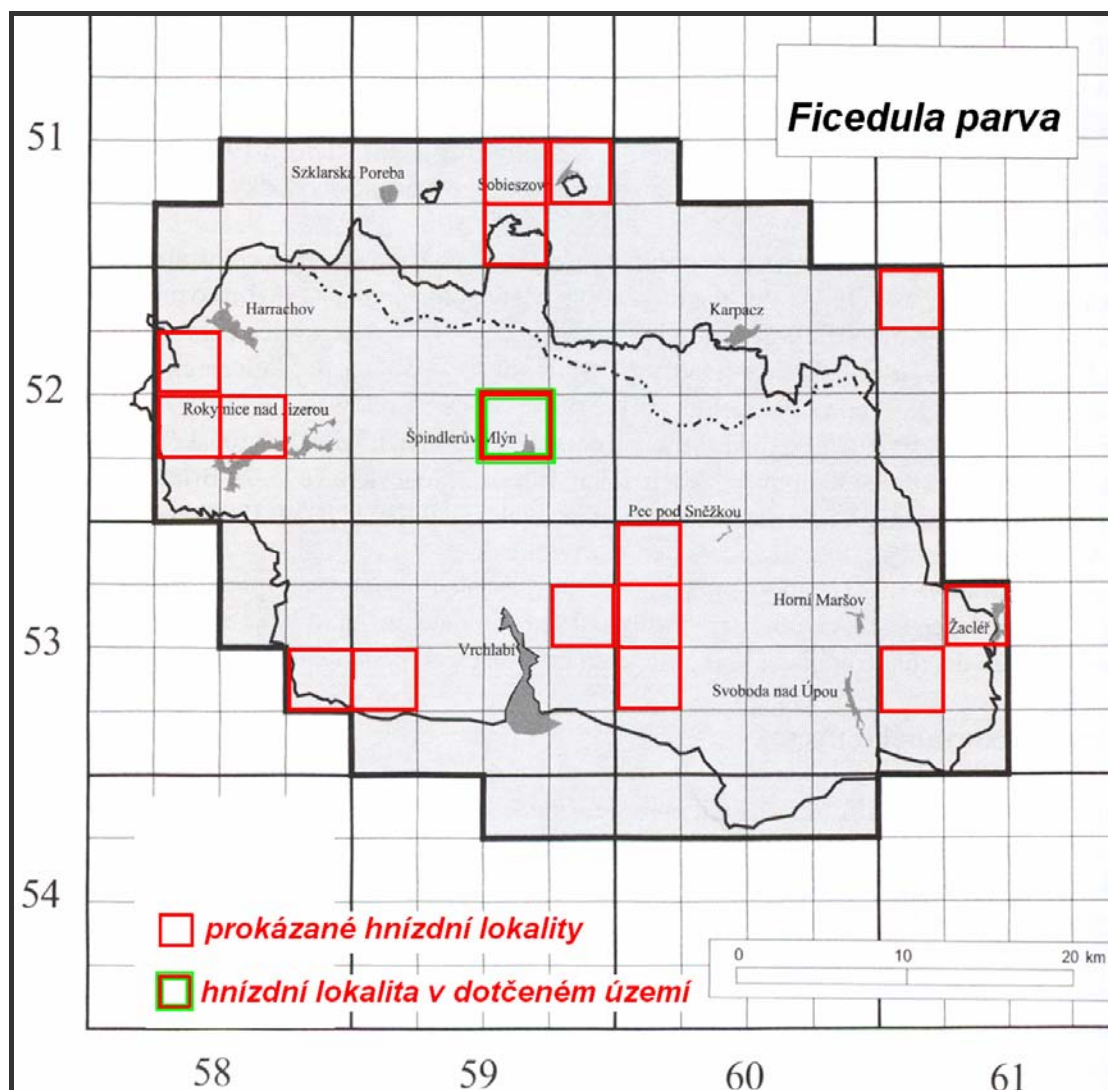 Ficedula parva
51
Szklarska Poreba
Sobieszow
Harrachov
Karpacz
52
Rokytnice nad Jizerou
Špindlerův Mlýn
Pec pod Sněžkou
Horní Maršov
Žacléř
53
Vrchlabí
Svoboda nad Úpou
54
prokázané hnízdní lokality
0 10 20 km
hnízdní lokalita v dotčeném území
58 59 60 61